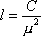 l = C / μ²